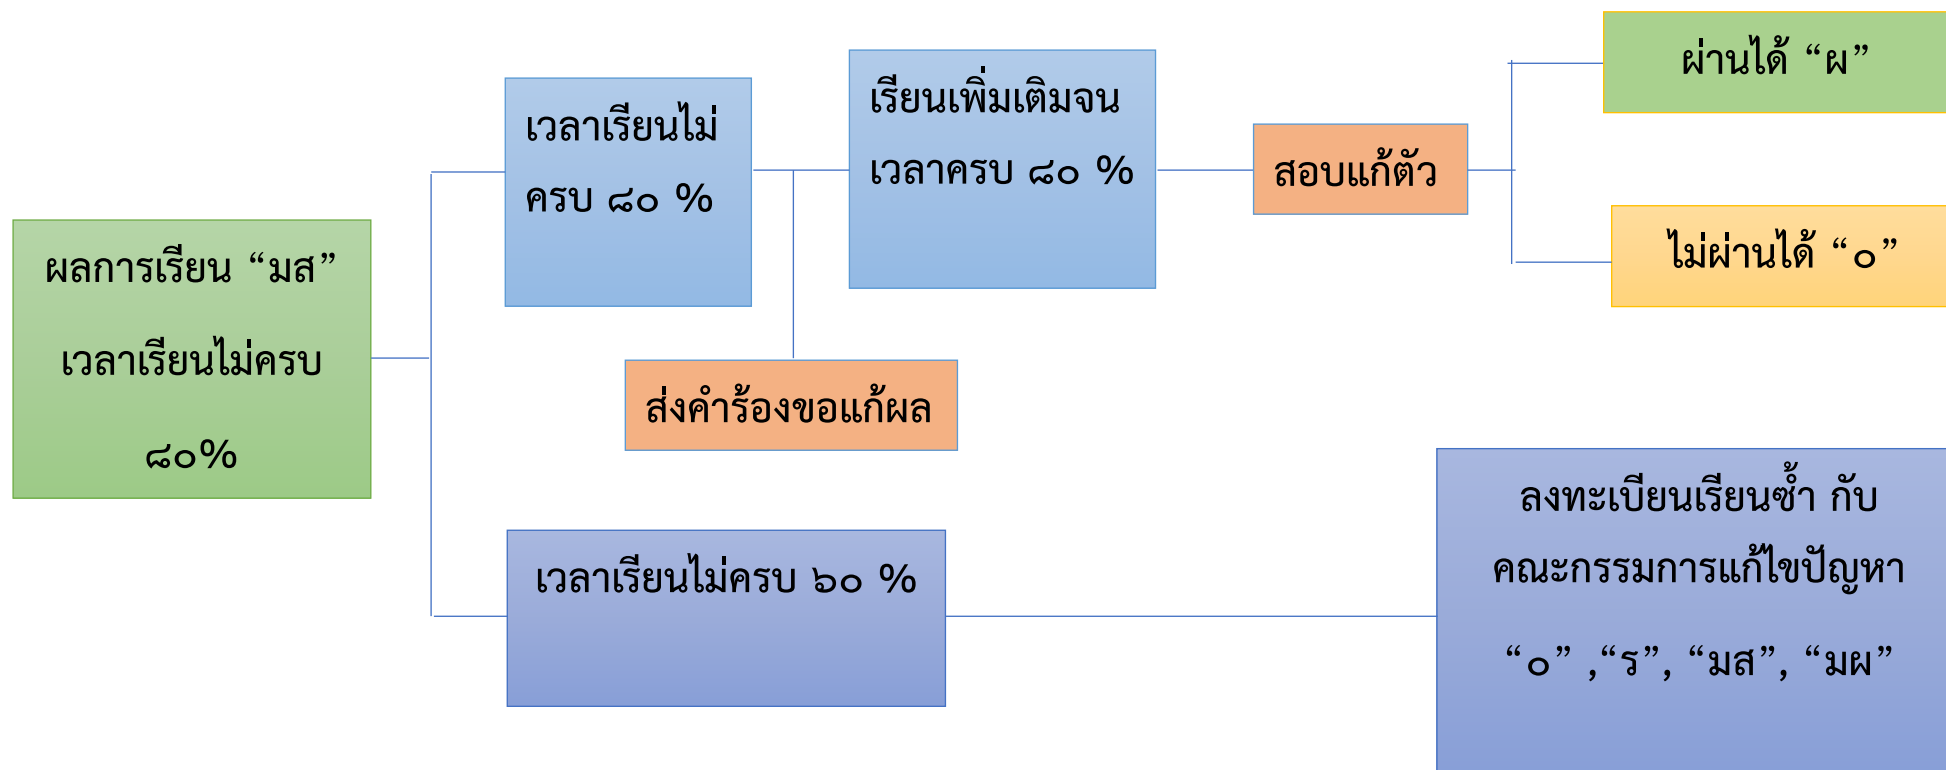 ผลการเรียน “มส”
เวลาเรียนไม่ครบ
๘๐%
เวลาเรียนไม่
ครบ ๘๐ %
ส่งคำร้องขอแก้ผล
เรียนเพิ่มเติมจน
เวลาครบ ๘๐ %
สอบแก้ตัว
ผ่านได้ “ผ”
ไม่ผ่านได้ “๐”
เวลาเรียนไม่ครบ ๖๐ %
ลงทะเบียนเรียนซ้ำ กับ
คณะกรรมการแก้ไขปัญหา
“๐” ,“ร”, “มส”, “มผ”